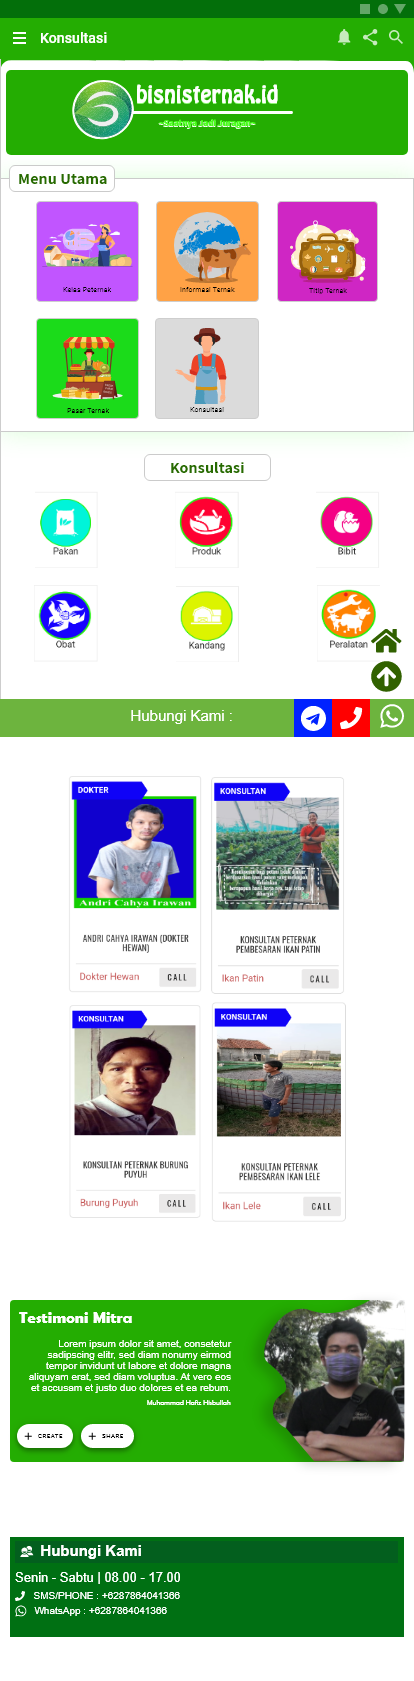 Konsultasi
bisnisternak.id
~Saatnya Jadi Juragan~
Menu Utama
Kelas Peternak
Informasi Ternak
Titip Ternak
Pasar Ternak
Konsultasi
Konsultasi
Pakan
Produk
Bibit
Obat
Kandang
Peralatan
Hubungi Kami :
DOKTER
Andri Cahya Irawan
ANDRI CAHYA IRAWAN (DOKTER
HEWAN)
Dokter Hewan
CALL
KONSULTAN
KONSULTAN PETERNAK
PEMBESARAN IKAN PATIN
Ikan Patin
CALL
KONSULTAN
KONSULTAN PETERNAK BURUNG
PUYUH
Burung Puyuh
CALL
KONSULTAN
KONSULTAN PETERNAK
PEMBESARAN IKAN LELE
Ikan Lele
CALL
Testimoni Mitra
Lorem ipsum dolor sit amet, consetetur
sadipscing elitr, sed diam nonumy eirmod
tempor invidunt ut labore et dolore magna
aliquyam erat, sed diam voluptua. At vero eos
et accusam et justo duo dolores et ea rebum.
Muhammad Hafiz Hisbullah
CREATE
SHARE
Hubungi Kami
Senin - Sabtu | 08.00 - 17.00
SMS/PHONE : +6287864041366
WhatsApp : +6287864041366